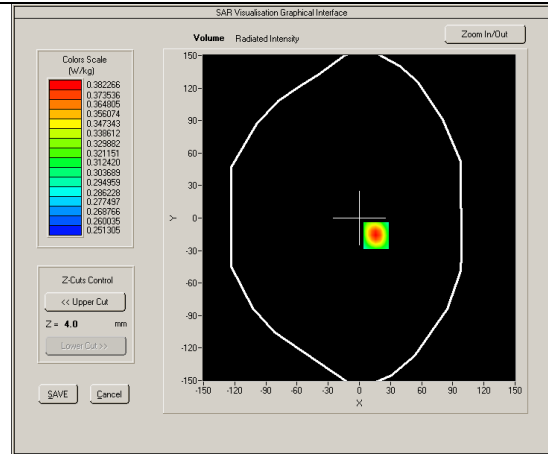 SAR Visualisation Graphical Interface
Volume Radiated Intensity
Zoom In/Out
Colors Scale
(W/kg)
0.382266
0.373536
0.364805
0.356074
0.347343
0.338612
0.329882
0.321151
0.312420
0.303689
0.294959
0.286228
0.277497
0.268766
0.260035
0.251305
Z-Cuts Control
<< Upper Cut
Z = 4.0 mm
Lower Cut >>
SAVE Cancel
150
120
90
60
30
0
-30
-60
-90
-120
-150
Y
-150 -120 -90 -60 -30 0 30 60 90 120 150
X